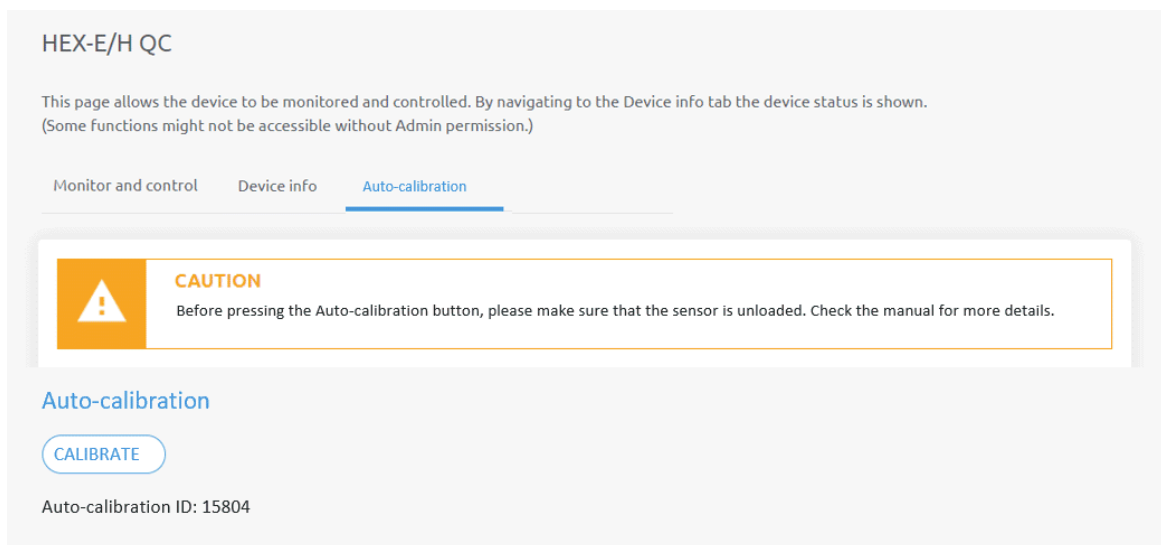 HEX-E/H QC
This page allows the device to be monitored and controlled. By navigating to the Device info tab the device status is shown.
(Some functions might not be accessible without Admin permission.)
Monitor and control Device info Auto-calibration
CAUTION
Before pressing the Auto-calibration button, please make sure that the sensor is unloaded. Check the manual for more details.
Auto-calibration
CALIBRATE
Auto-calibration ID: 15804